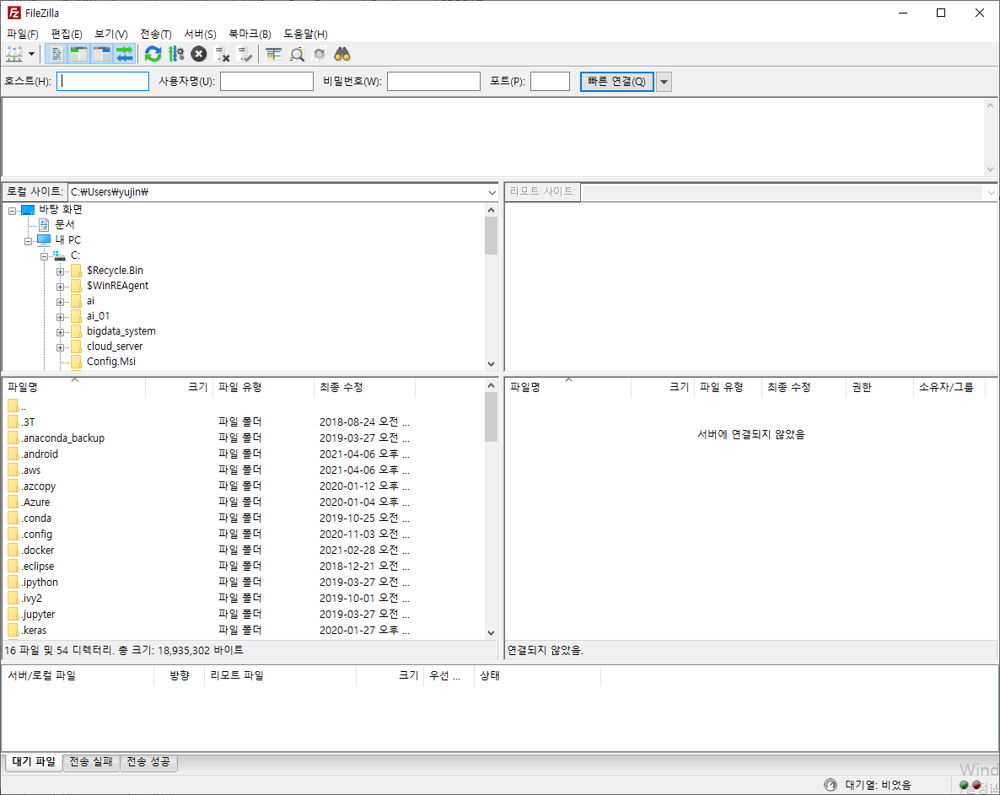 FileZilla
파일(F) 편집(E) 보기(V) 전송(T) 서버(S) 북마크(B) 도움말(H)
호스트(H): 사용자명(U): 비밀번호(W): 포트(P): 빠른 연결(Q)
로컬 사이트: C:₩Users₩yujin₩
리모트 사이트:
바탕 화면
문서
내 PC
C:
$Recycle.Bin
$WinREAgent
ai
ai_01
bigdata_system
cloud_server
Config.Msi
파일명 크기 파일 유형 최종 수정
..
.3T 파일 폴더 2018-08-24 오전 ...
.anaconda_backup 파일 폴더 2019-03-27 오전 ...
.android 파일 폴더 2021-04-06 오후 ...
.aws 파일 폴더 2021-04-06 오후 ...
.azcopy 파일 폴더 2020-01-12 오후 ...
.Azure 파일 폴더 2020-01-04 오후 ...
.conda 파일 폴더 2019-10-25 오전 ...
.config 파일 폴더 2020-11-03 오전 ...
.docker 파일 폴더 2021-02-28 오전 ...
.eclipse 파일 폴더 2018-12-21 오전 ...
.ipython 파일 폴더 2019-03-27 오전 ...
.ivy2 파일 폴더 2019-10-01 오전 ...
.jupyter 파일 폴더 2019-03-27 오전 ...
.keras 파일 폴더 2020-01-27 오후 ...
16 파일 및 54 디렉터리. 총 크기: 18,935,302 바이트
파일명 크기 파일 유형 최종 수정 권한 소유자/그룹
서버에 연결되지 않았음
연결되지 않았음.
서버/로컬 파일 방향 리모트 파일 크기 우선 ... 상태
대기 파일 전송 실패 전송 성공
Wind
대기열: 비었음